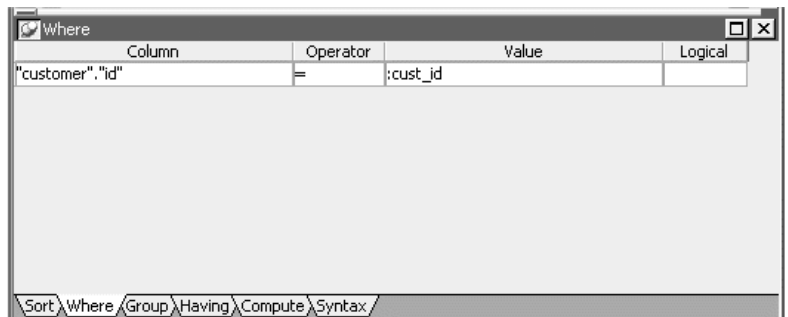 Where
Column Operator Value Logical
"customer"."id" = :cust_id
Sort Where Group Having Compute Syntax